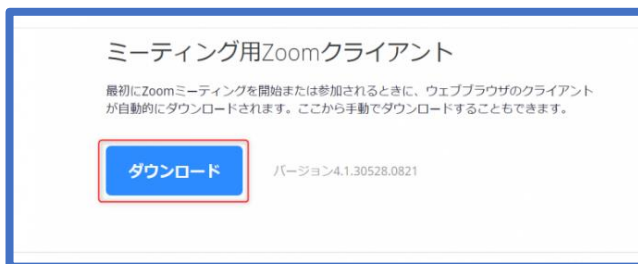 ミーティング用Zoomクライアント
最初にZoomミーティングを開始または参加されるときに、ウェブブラウザのクライアント
が自動的にダウンロードされます。ここから手動でダウンロードすることもできます。
ダウンロード
バージョン4.1.30528.0821